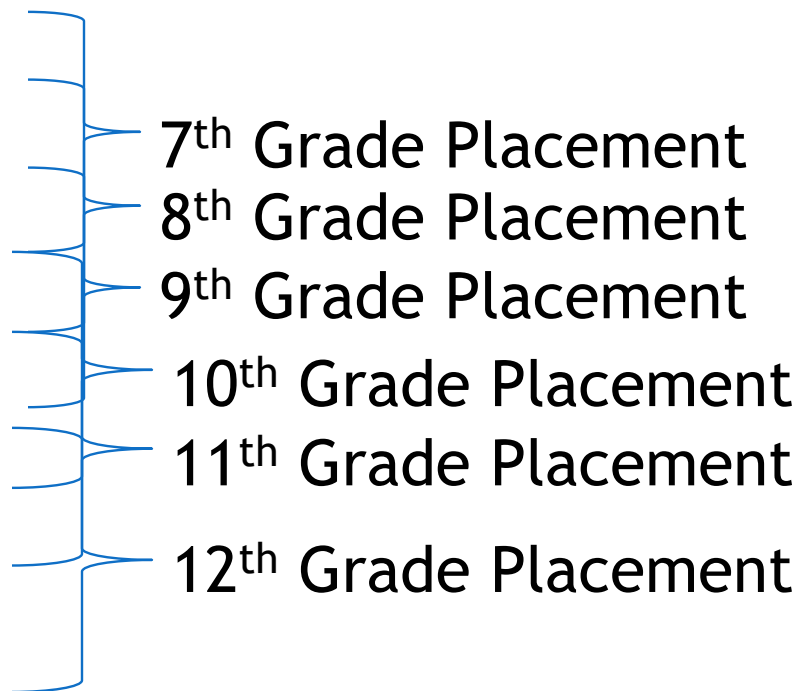 7th Grade Placement
8th Grade Placement
9th Grade Placement
10th Grade Placement
11th Grade Placement
12th Grade Placement